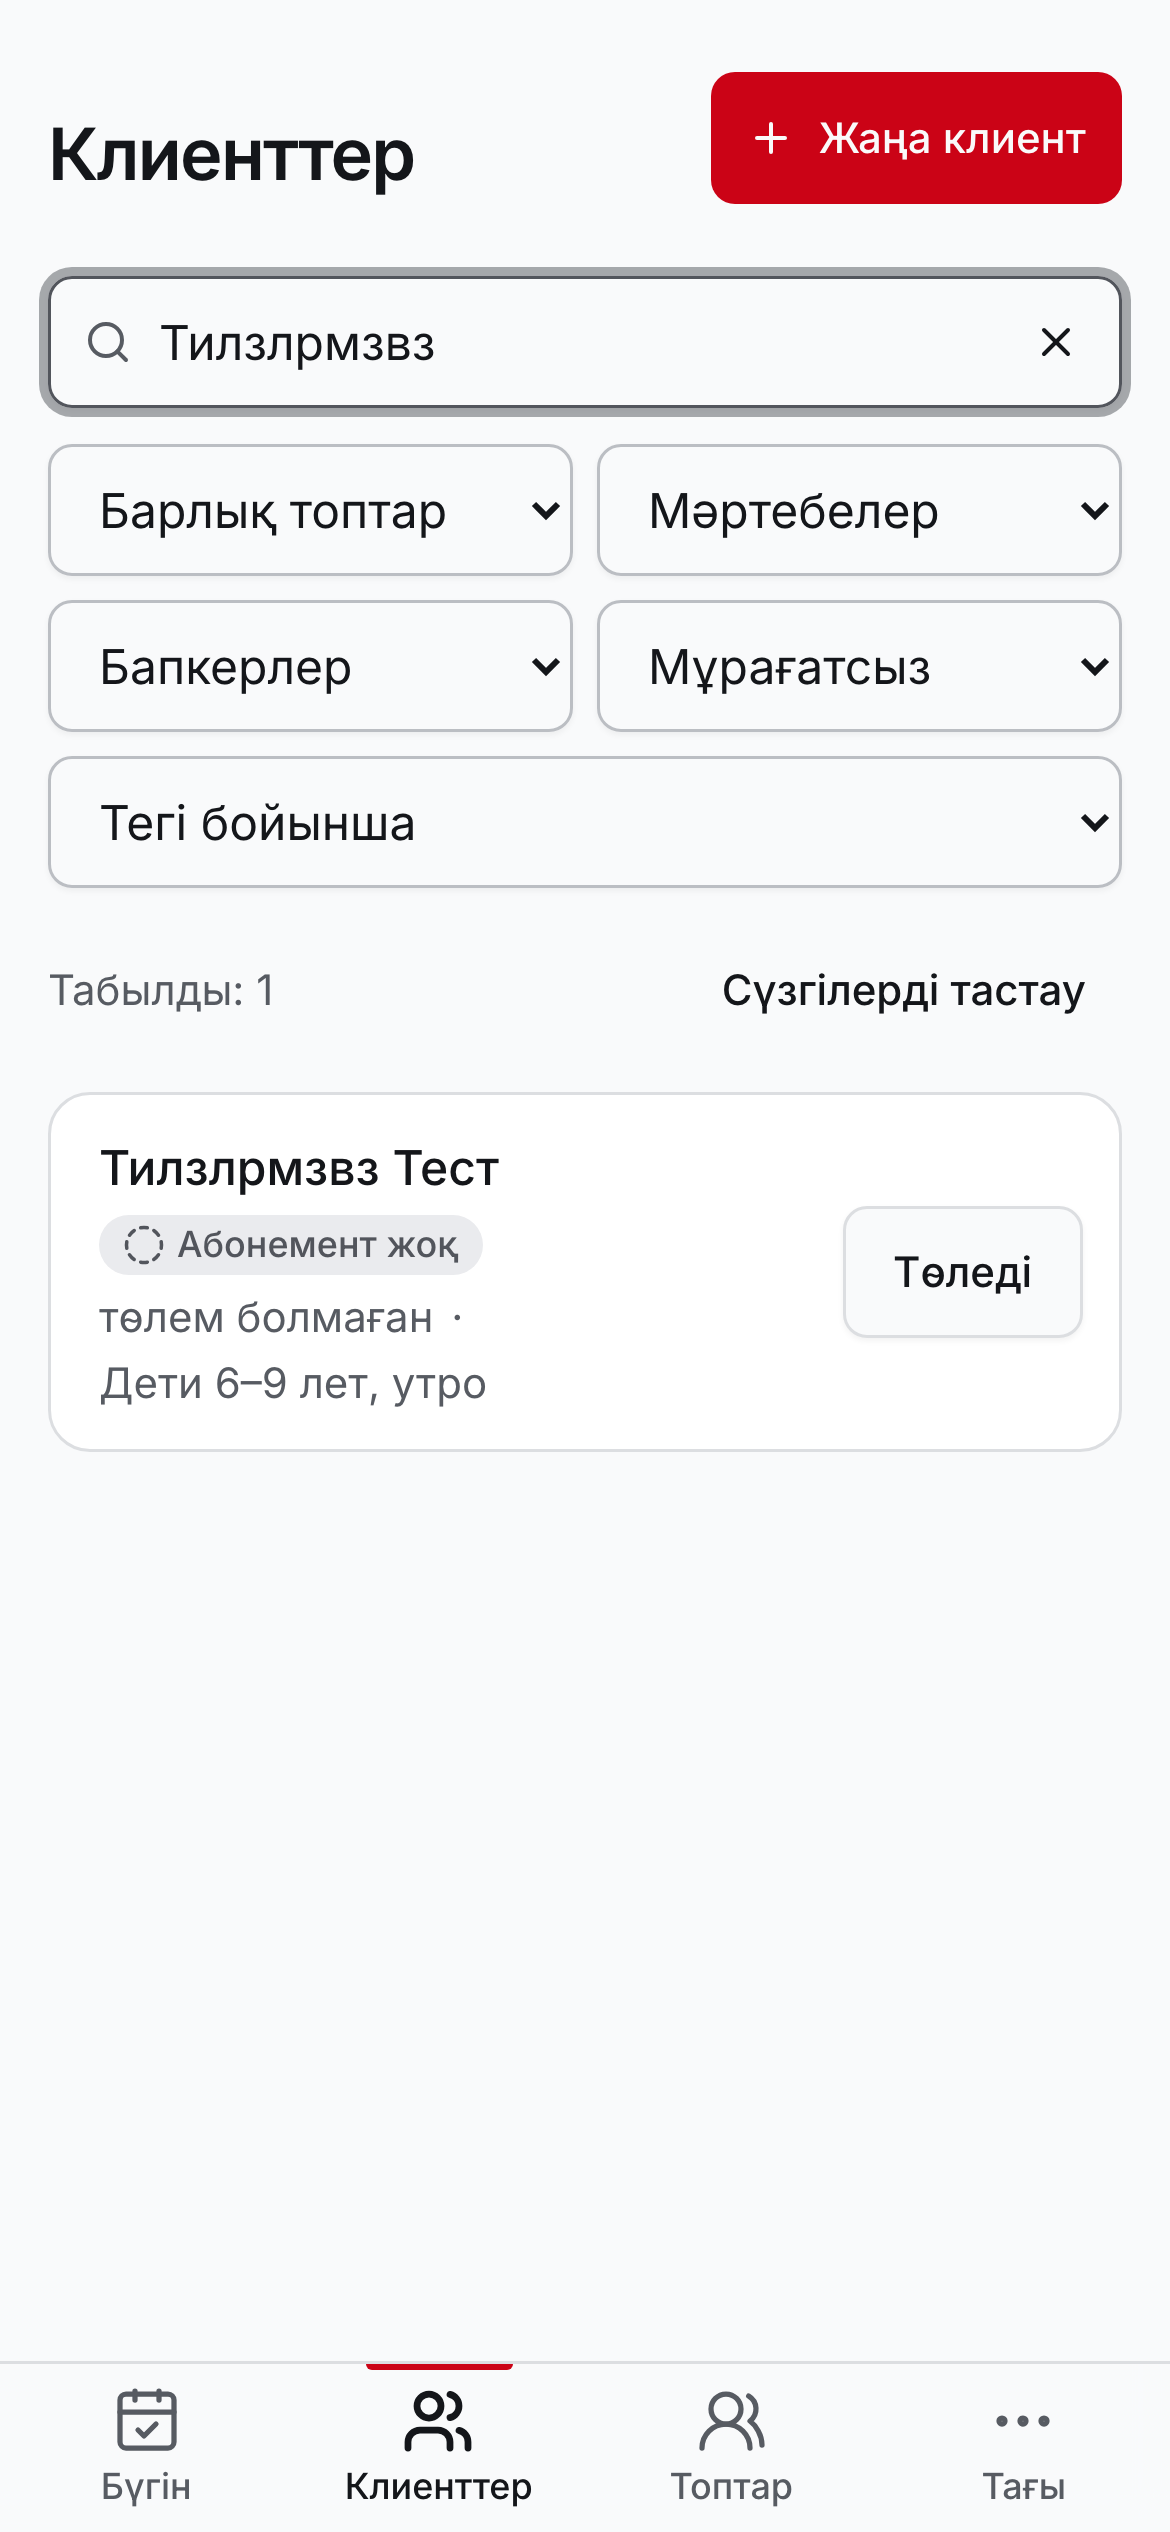 Клиенттер
Жаңа клиент
Тилзлрмзвз
Барлық топтар
Мәртебелер
Бапкерлер
Мұрағатсыз
Тегі бойынша
Табылды: 1
Сүзгілерді тастау
Тилзлрмзвз Тест
Абонемент жоқ
төлем болмаған ·
Дети 6–9 лет, утро
Төледі
Бүгін
Клиенттер
Топтар
Тағы